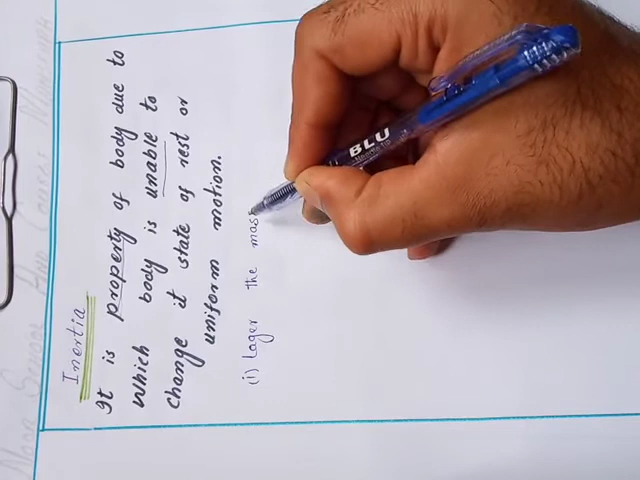 Inertia
It is property of body due to
which body is unable to
change it state of rest or
uniform motion.
(i) Lager the mass
BLU